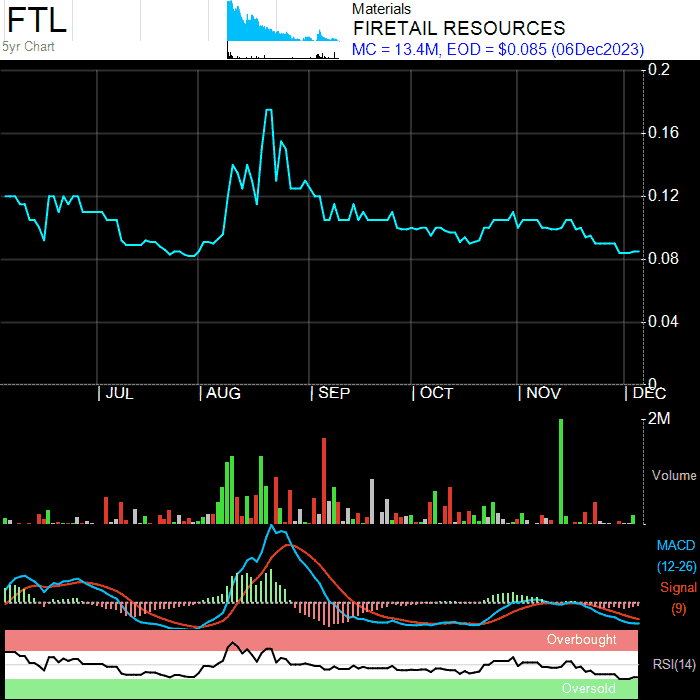 FTL
5yr Chart
Materials
FIRETAIL RESOURCES
MC = 13.4M, EOD = $0.085 (06Dec2023)
0.2
0.16
0.12
0.08
0.04
0
| JUL | AUG | SEP | OCT | NOV | DEC
2M
Volume
MACD
(12-26)
Signal
(9)
Overbought
RSI(14)
Oversold